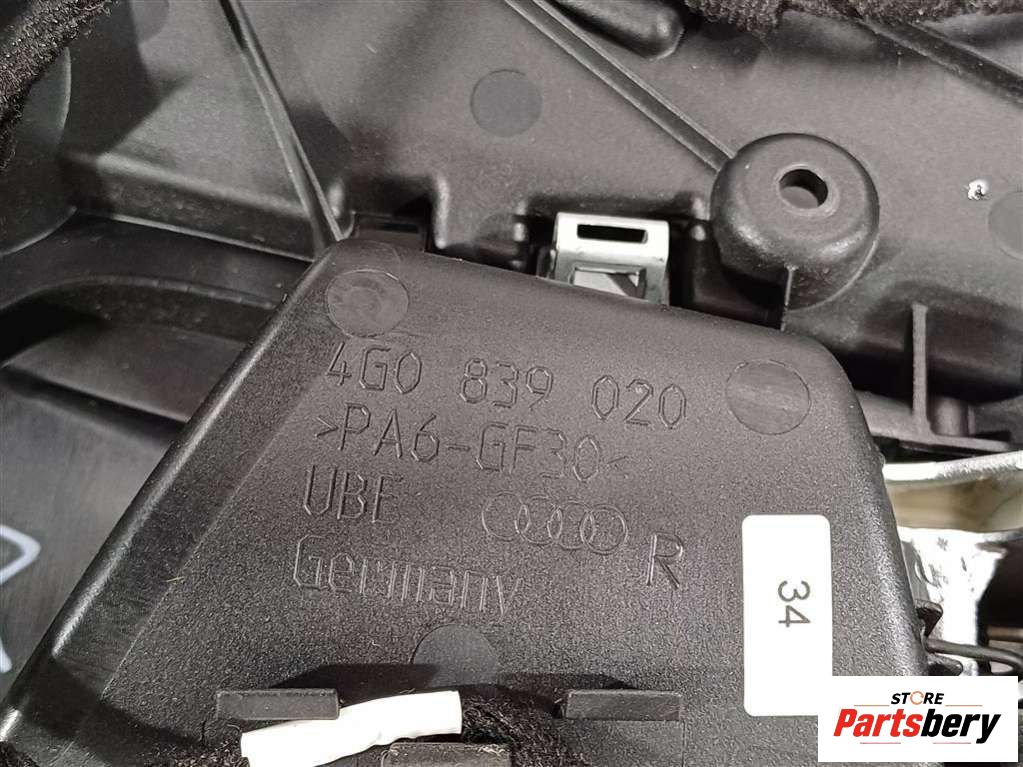 4G0 839 020
>PA6-GF30<
UBE
R
Germany
34
STORE
Partsbery